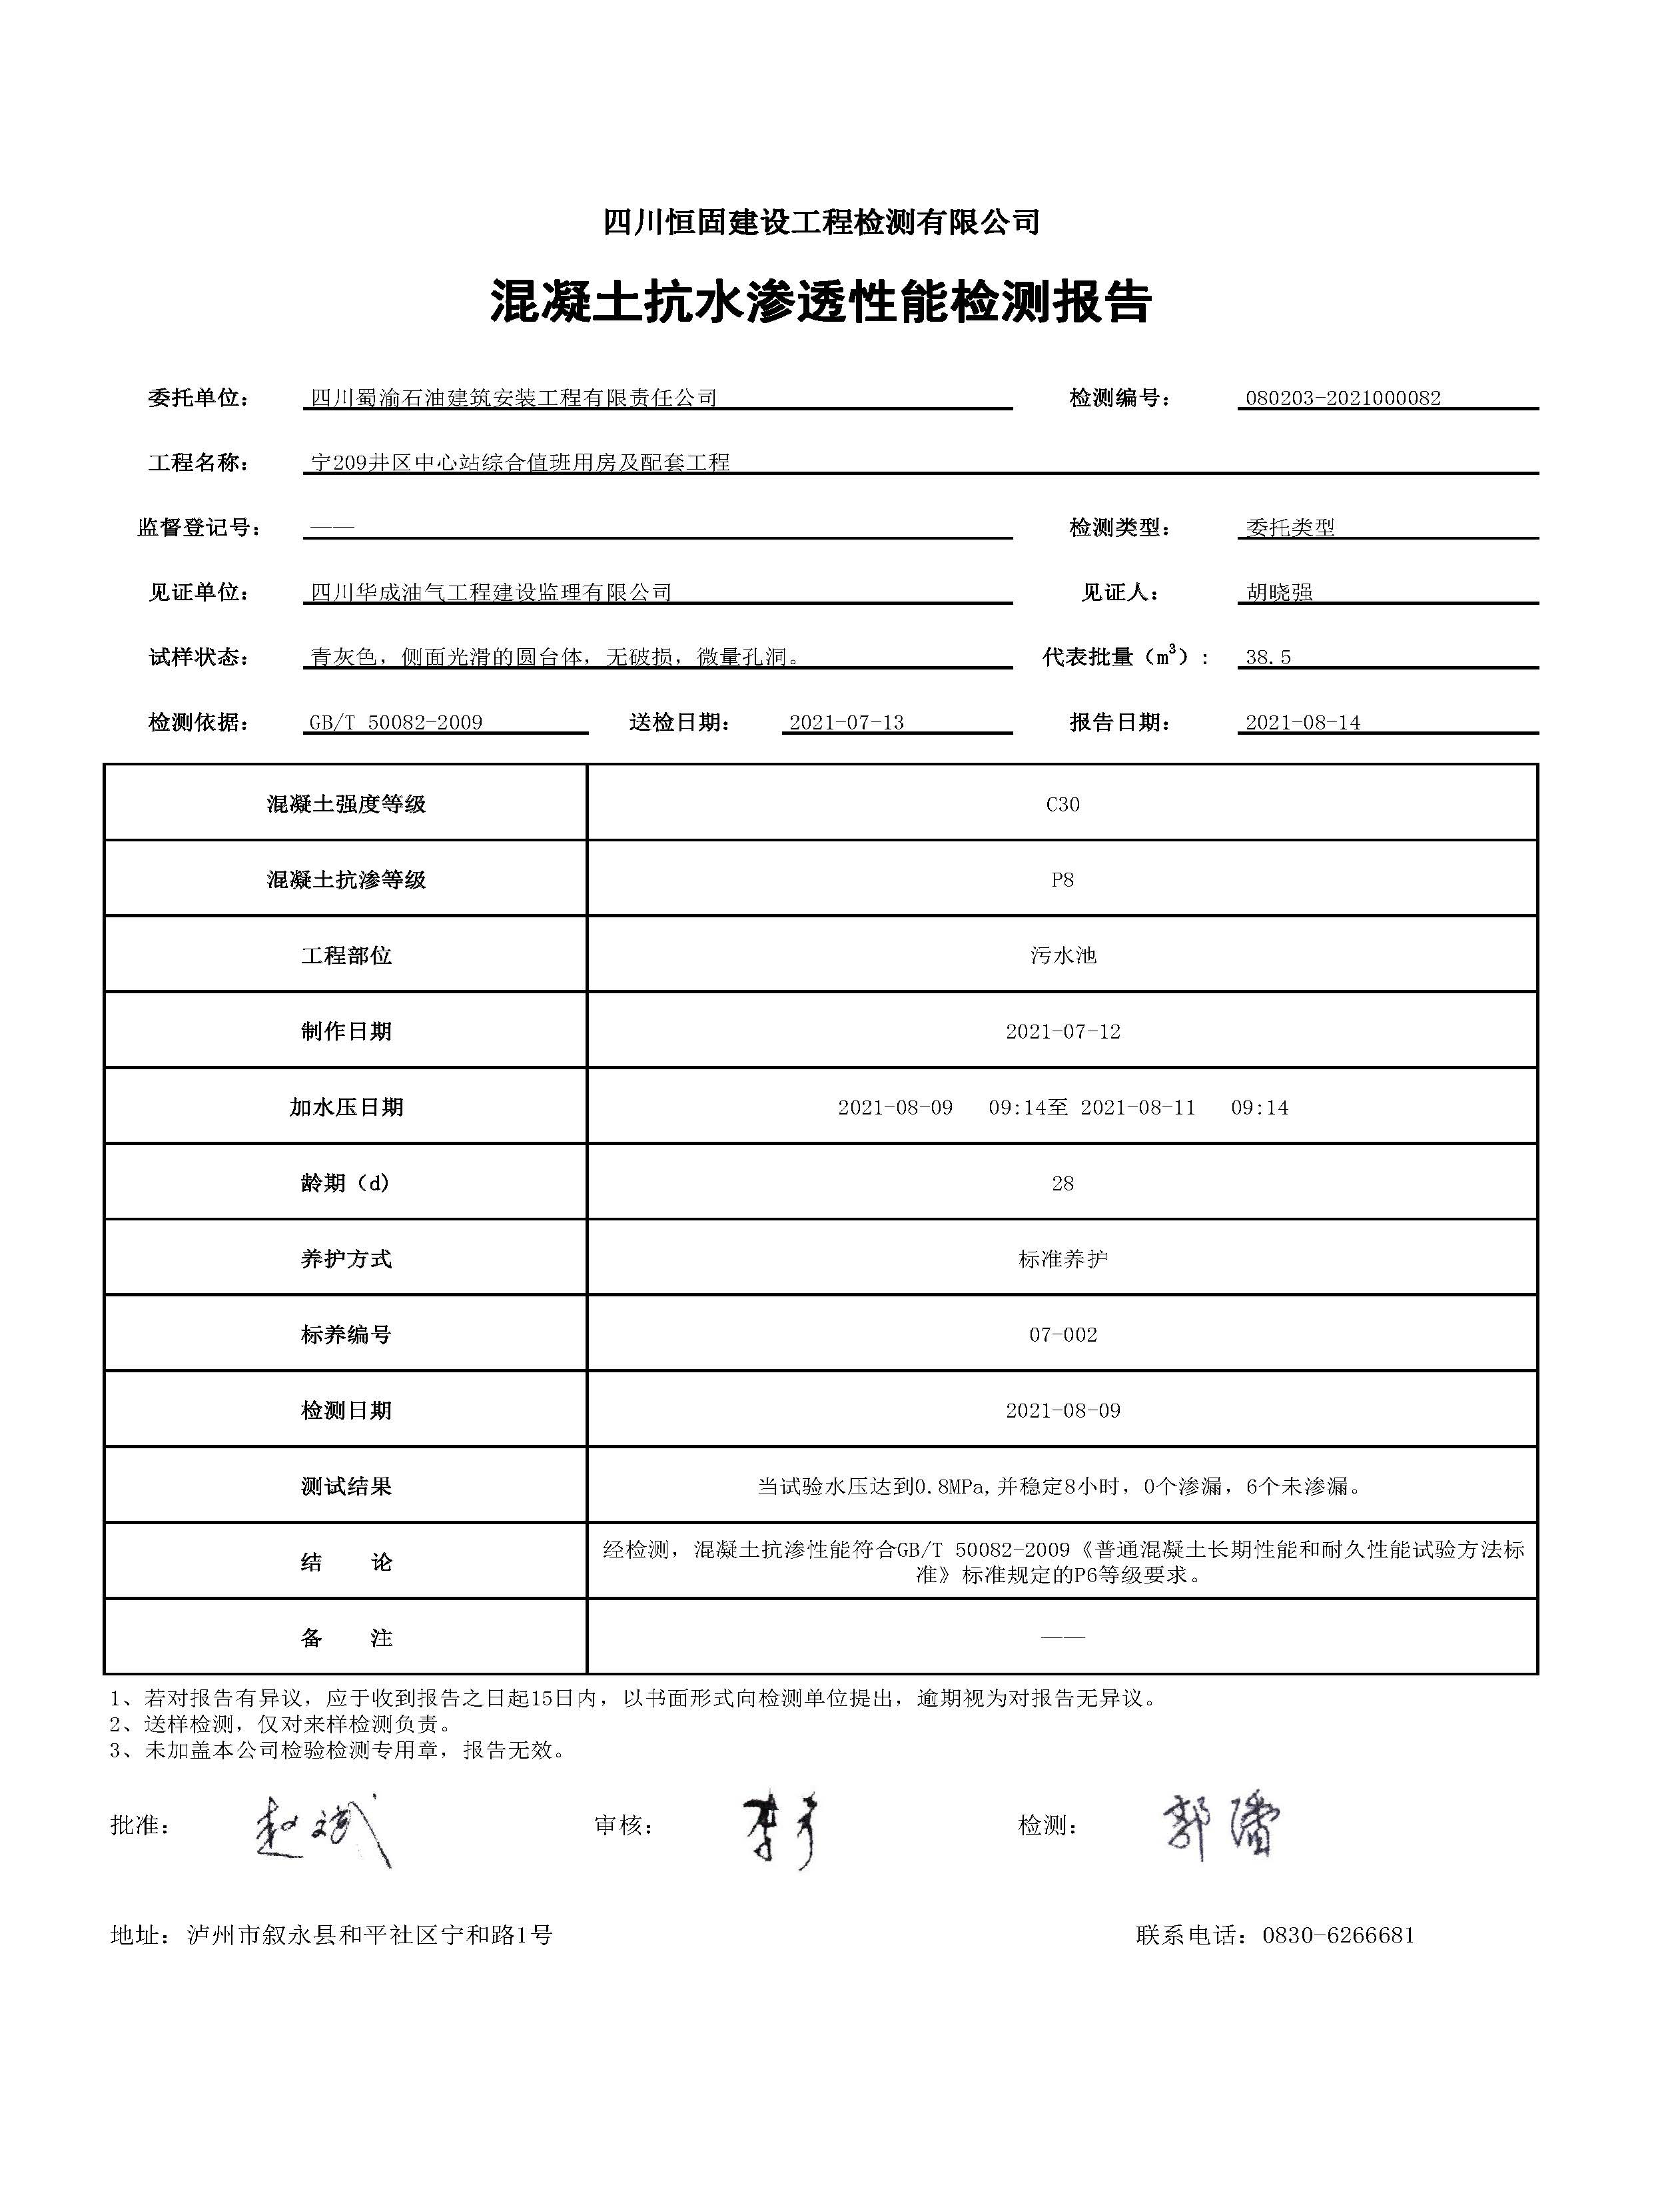 四川恒固建设工程检测有限公司
混凝土抗水渗透性能检测报告
委托单位： 四川蜀渝石油建筑安装工程有限责任公司 检测编号： 080203-2021000082
工程名称： 宁209井区中心站综合值班用房及配套工程
监督登记号： —— 检测类型： 委托类型
见证单位： 四川华成油气工程建设监理有限公司 见证人： 胡晓强
试样状态： 青灰色，侧面光滑的圆台体，无破损，微量孔洞。 代表批量（m³）： 38.5
检测依据： GB/T 50082-2009 送检日期： 2021-07-13 报告日期： 2021-08-14
混凝土强度等级 C30
混凝土抗渗等级 P8
工程部位 污水池
制作日期 2021-07-12
加水压日期 2021-08-09 09:14至 2021-08-11 09:14
龄期（d） 28
养护方式 标准养护
标养编号 07-002
检测日期 2021-08-09
测试结果 当试验水压达到0.8MPa,并稳定8小时，0个渗漏，6个未渗漏。
结 论 经检测，混凝土抗渗性能符合GB/T 50082-2009《普通混凝土长期性能和耐久性能试验方法标
准》标准规定的P6等级要求。
备 注 ——
1、若对报告有异议，应于收到报告之日起15日内，以书面形式向检测单位提出，逾期视为对报告无异议。
2、送样检测，仅对来样检测负责。
3、未加盖本公司检验检测专用章，报告无效。
批准： 审核： 检测：
地址：泸州市叙永县和平社区宁和路1号 联系电话：0830-6266681